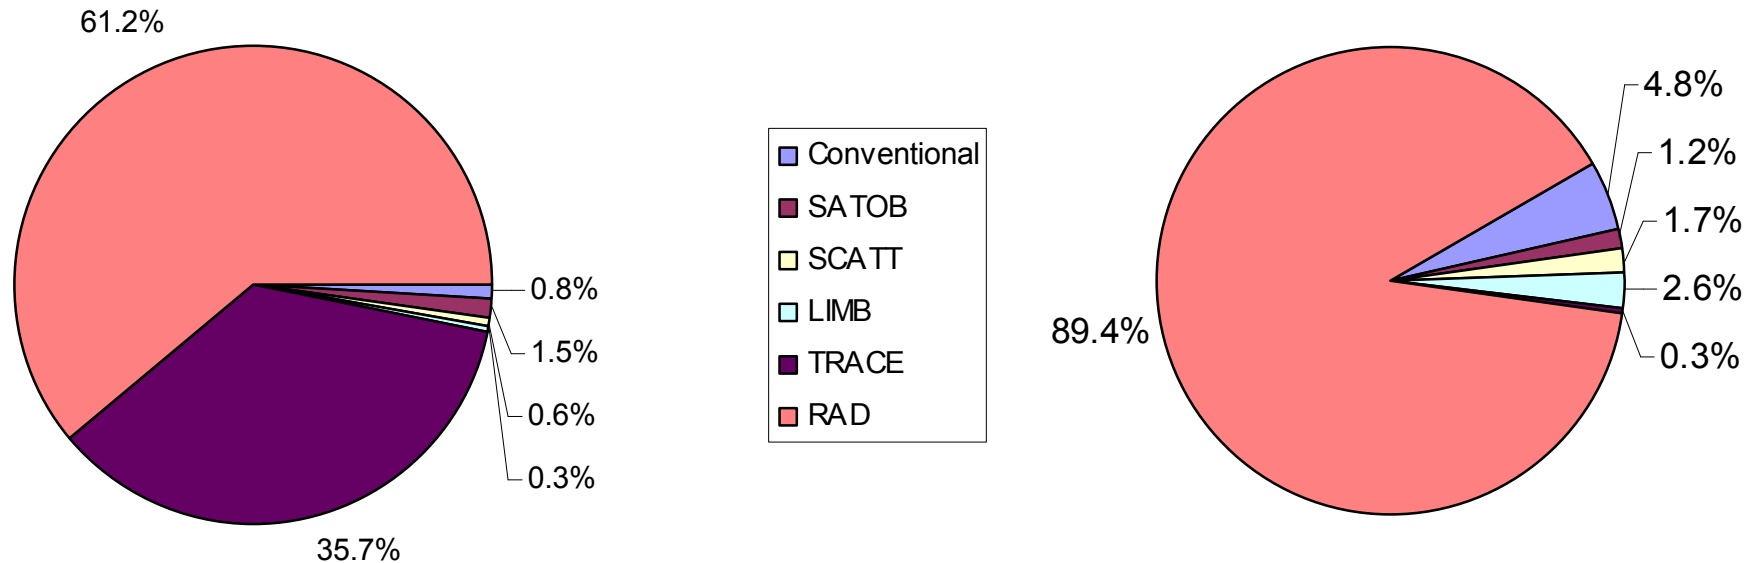 61.2%
0.8%
1.5%
0.6%
0.3%
35.7%
Conventional
SATOB
SCATT
LIMB
TRACE
RAD
4.8%
1.2%
1.7%
2.6%
0.3%
89.4%